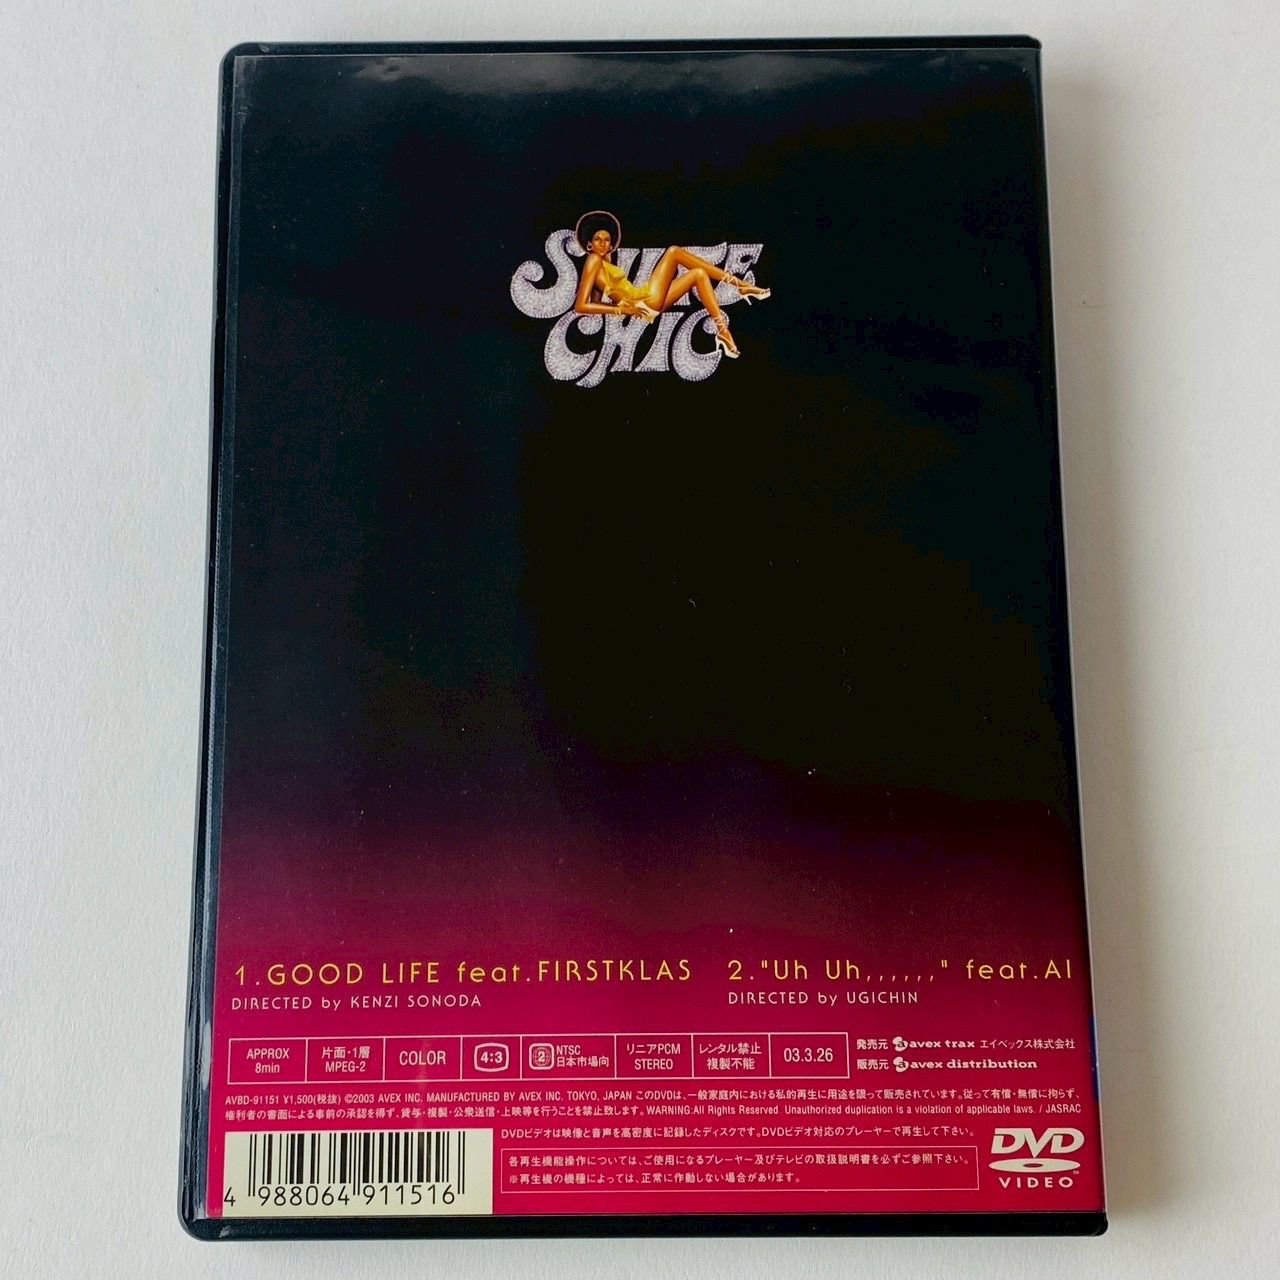 SUITE
CHIC
1.GOOD LIFE feat.FIRSTKLAS
DIRECTED by KENZI SONODA
2."Uh Uh,,,,,," feat.AI
DIRECTED by UGICHIN
APPROX
8min
片面・1層
MPEG-2
COLOR
4:3
2
NTSC
日本市場向
リニアPCM
STEREO
レンタル禁止
複製不能
03.3.26
発売元 avex trax エイベックス株式会社
販売元 avex distribution
AVBD-91151 ¥1,500(税抜) ©2003 AVEX INC. MANUFACTURED BY AVEX INC. TOKYO, JAPAN このDVDは、一般家庭内における私的再生に用途を限って販売されています。従って有償・無償に拘らず、
権利者の書面による事前の承認を得ず、貸与・複製・公衆送信・上映等を行うことを禁止致します。WARNING:All Rights Reserved. Unauthorized duplication is a violation of applicable laws. / JASRAC
DVDビデオは映像と音声を高密度に記録したディスクです。DVDビデオ対応のプレーヤーで再生して下さい。
各再生機能操作については、ご使用になるプレーヤー及びテレビの取扱説明書を必ずご参照下さい。
※再生機の機種によっては、正常に作動しない場合があります。
DVD
VIDEO
4 988064 911516